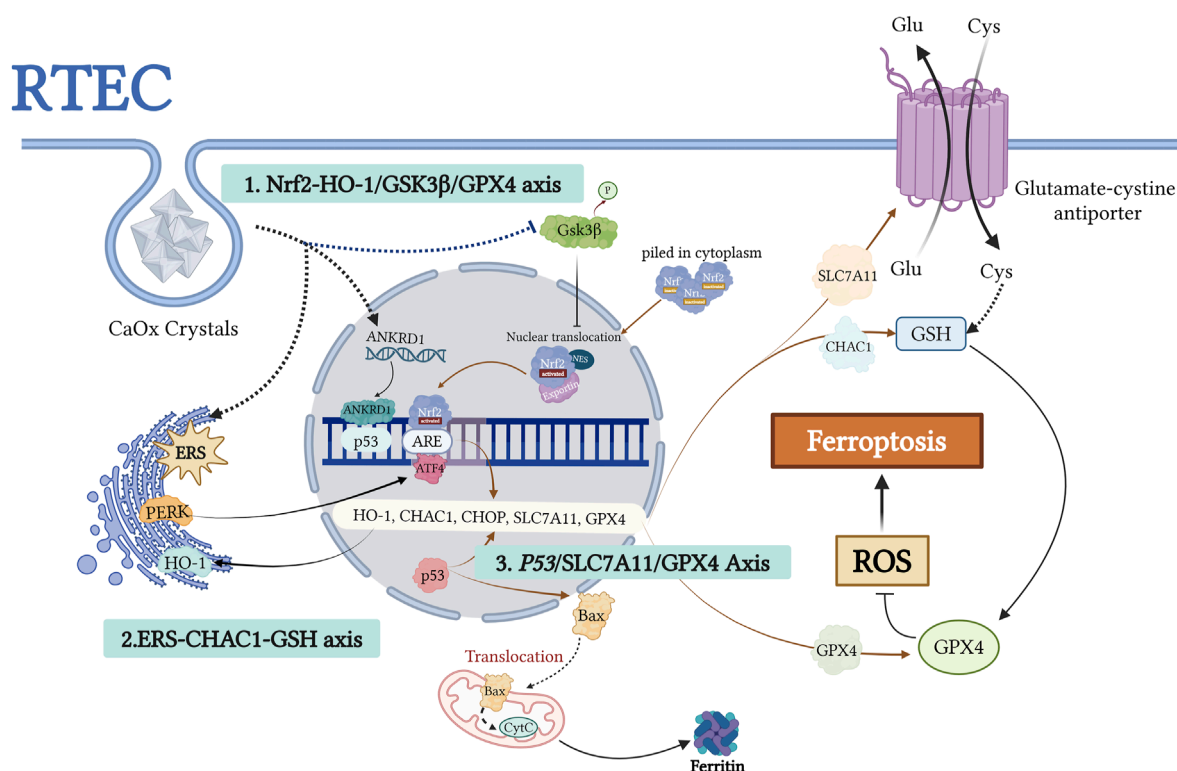 Glu
Cys
RTEC
1. Nrf2-HO-1/GSK3β/GPX4 axis
P
Gsk3β
Glutamate-cystine
antiporter
piled in cytoplasm
Nrf2
SLC7A11
Glu
Cys
CaOx Crystals
ANKRD1
Nuclear translocation
Nrf2
activated
NES
Exportin
CHAC1
GSH
ANKRD1
Nrf2
activated
p53
ARE
ATF4
ERS
Ferroptosis
PERK
HO-1, CHAC1, CHOP, SLC7A11, GPX4
HO-1
3. P53/SLC7A11/GPX4 Axis
ROS
p53
Bax
2.ERS-CHAC1-GSH axis
GPX4
GPX4
Translocation
Bax
CytC
Ferritin